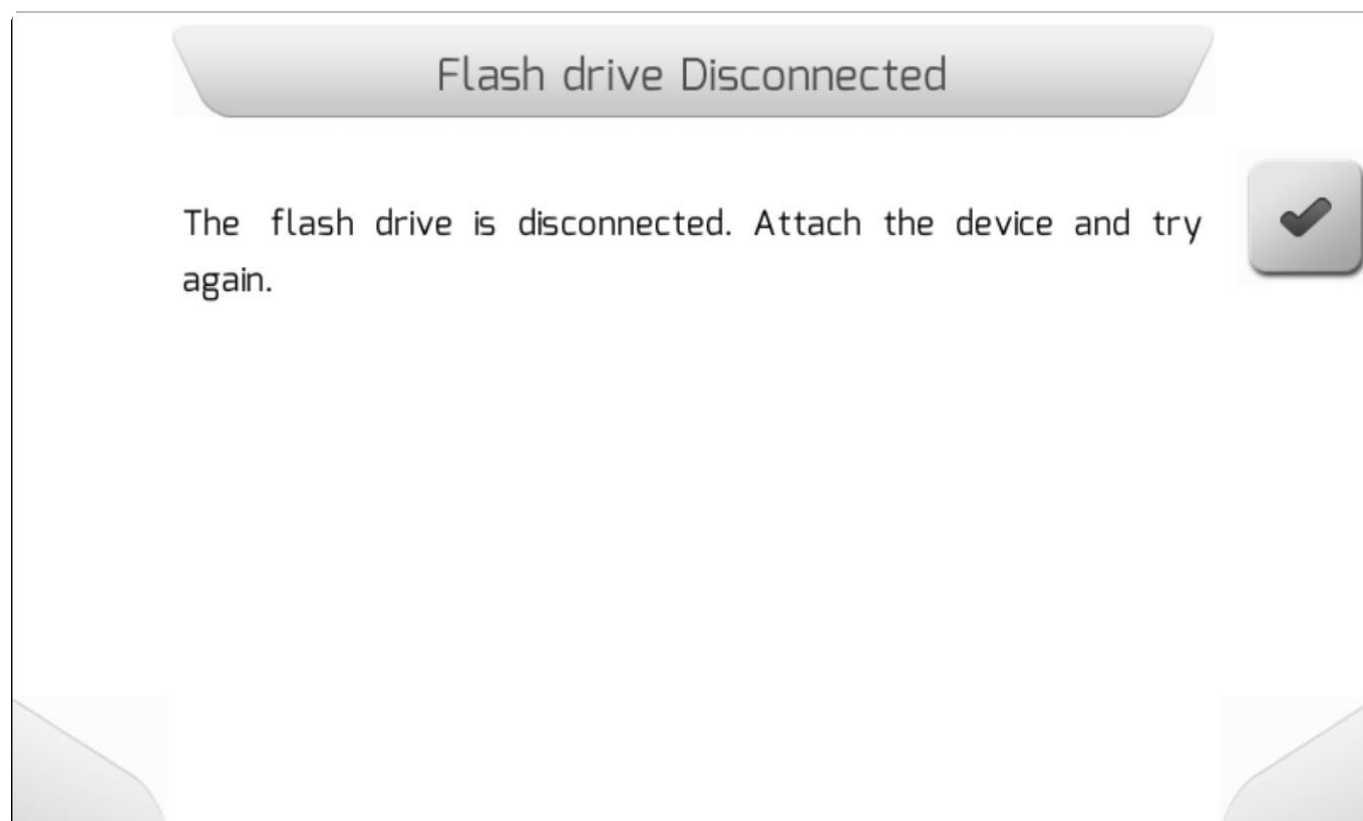 Flash drive Disconnected
The flash drive is disconnected. Attach the device and try
again.